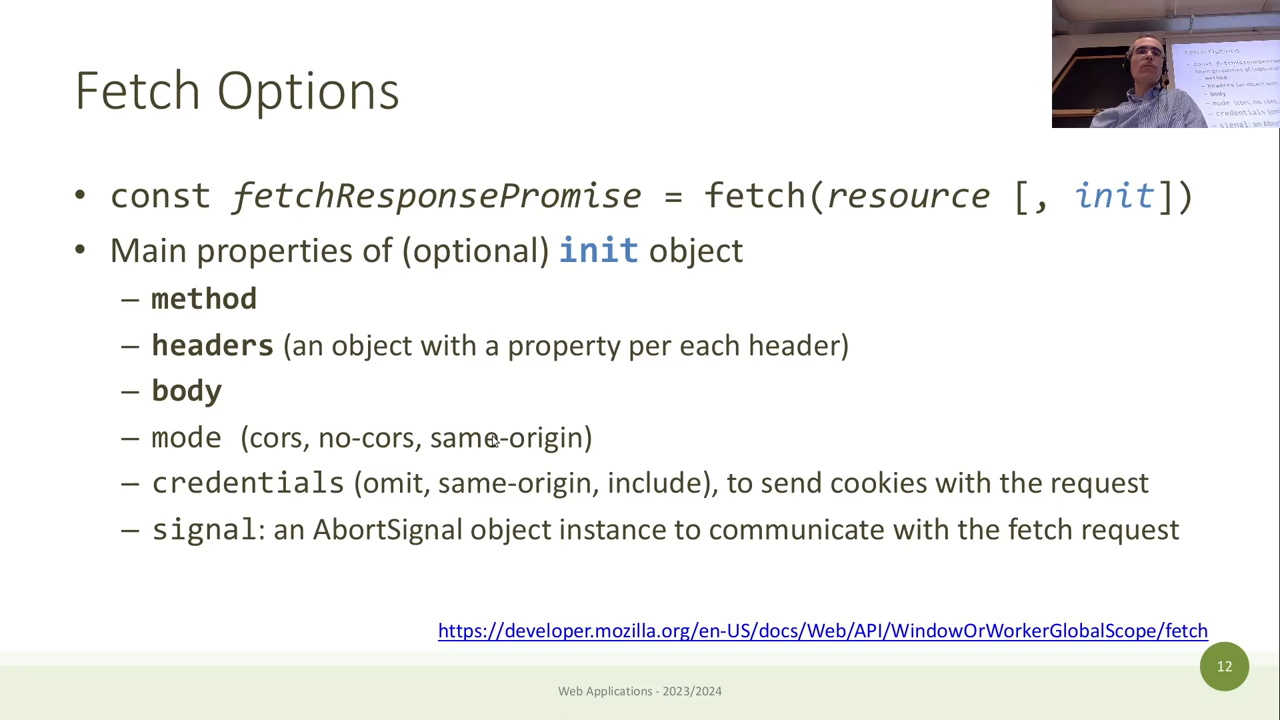 Fetch Options
• const fetchResponsePromise = fetch(resource [, init])
• Main properties of (optional) init object
– method
– headers (an object with a property per each header)
– body
– mode (cors, no-cors, same-origin)
– credentials (omit, same-origin, include), to send cookies with the request
– signal: an AbortSignal object instance to communicate with the fetch request
https://developer.mozilla.org/en-US/docs/Web/API/WindowOrWorkerGlobalScope/fetch
12
Web Applications - 2023/2024